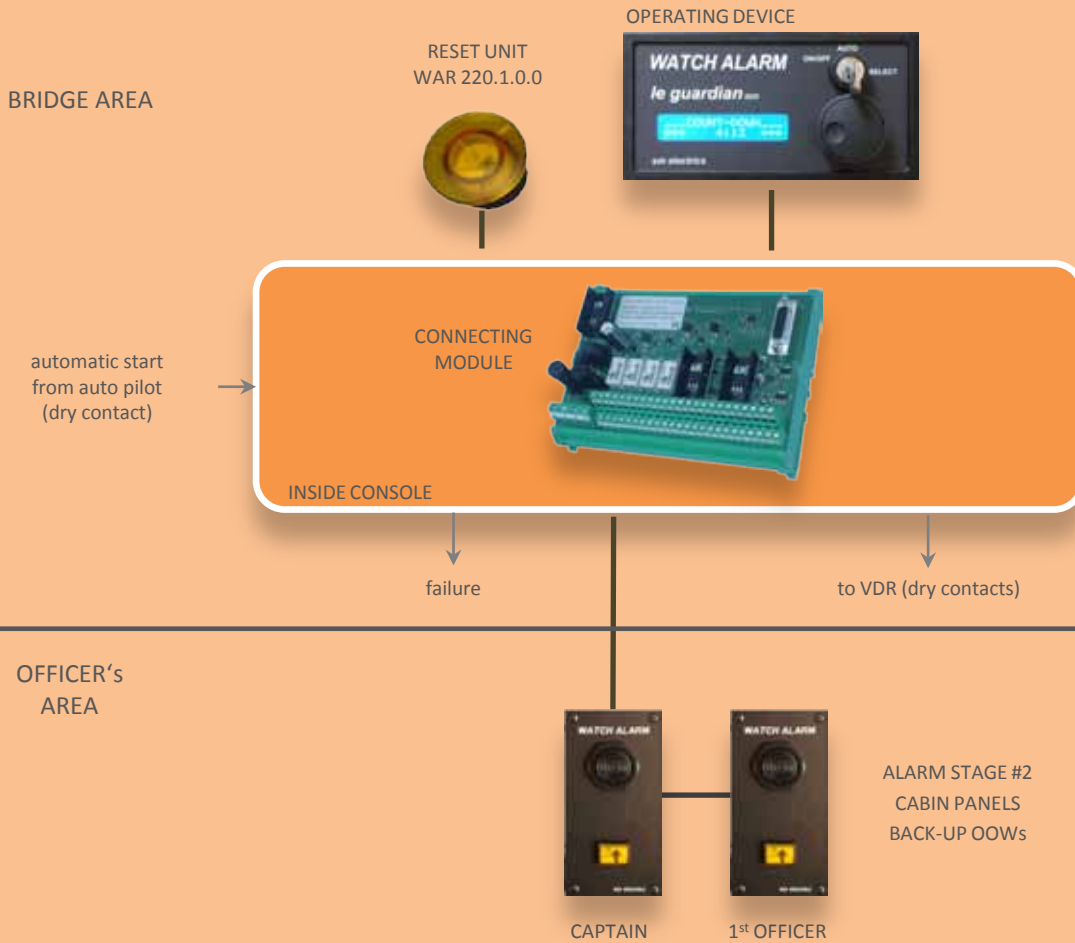 OPERATING DEVICE
RESET UNIT
WAR 220.1.0.0
BRIDGE AREA
WATCH ALARM
le guardian
ON/OFF
AUTO
SELECT
COUNT-DOWN
4:12
CONNECTING
MODULE
automatic start
from auto pilot
(dry contact)
INSIDE CONSOLE
failure
to VDR (dry contacts)
OFFICER‘s
AREA
WATCH ALARM
WATCH ALARM
ALARM STAGE #2
CABIN PANELS
BACK-UP OOWs
CAPTAIN
1st OFFICER